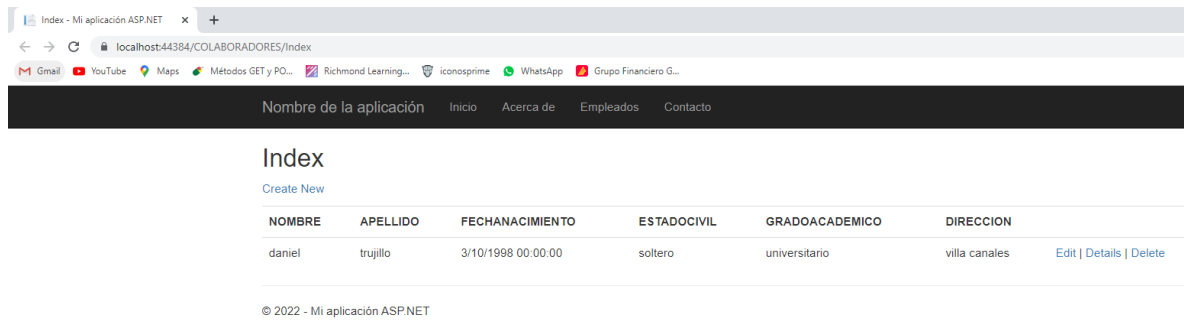 Index - Mi aplicación ASP.NET
localhost:44384/COLABORADORES/Index
Gmail YouTube Maps Métodos GET y PO... Richmond Learning... iconosprime WhatsApp Grupo Financiero G...
Nombre de la aplicación Inicio Acerca de Empleados Contacto
Index
Create New
NOMBRE APELLIDO FECHANACIMIENTO ESTADOCIVIL GRADOACADEMICO DIRECCION
daniel trujillo 3/10/1998 00:00:00 soltero universitario villa canales Edit | Details | Delete
© 2022 - Mi aplicación ASP.NET